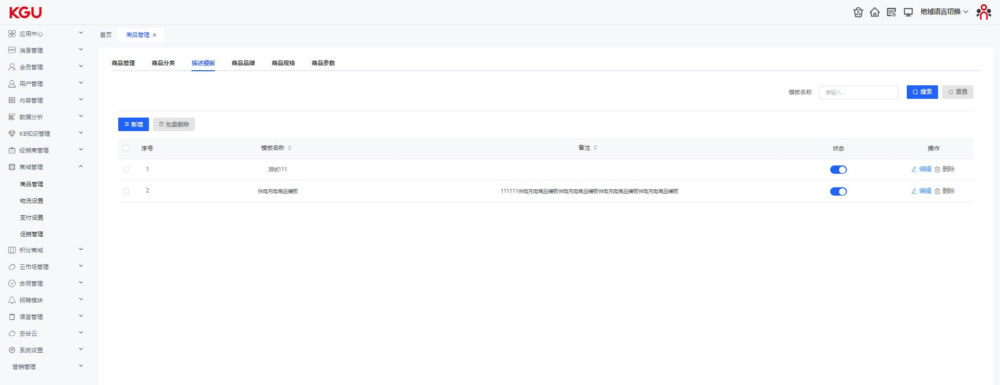 KGU
地域语言切换
应用中心
消息管理
会员管理
用户管理
内容管理
数据分析
KB知识管理
经销商管理
商城管理
商品管理
物流设置
支付设置
促销管理
积分商城
云市场管理
合同管理
招聘模块
语言管理
空谷云
系统设置
营销管理
首页 商品管理
商品管理 商品分类 描述模板 商品品牌 商品规格 商品参数
模板名称 请输入... 搜索 重置
新增 批量删除
序号 模板名称 备注 状态 操作
1 测试111 编辑 删除
2 供电充电商品模板 111111供电充电商品模板供电充电商品模板供电充电商品模板供电充电商品模板 编辑 删除